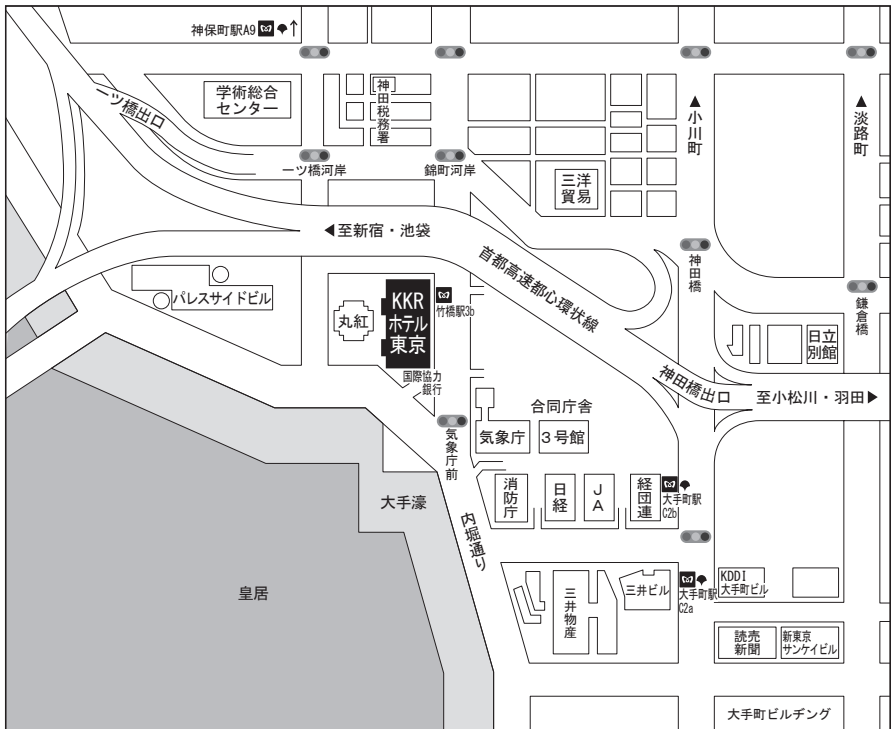 神保町駅A9
学術総合
センター
神田税務署
一ツ橋出口
一ツ橋河岸
錦町河岸
▲小川町
▲淡路町
三洋
貿易
◀至新宿・池袋
首都高速都心環状線
神田橋
鎌倉橋
パレスサイドビル
丸紅
KKR
ホテル
東京
竹橋駅3b
国際協力
銀行
日立
別館
神田橋出口
至小松川・羽田▶
合同庁舎
3号館
気象庁
気象庁前
大手濠
内堀通り
消防庁
日経
JA
経団連
大手町駅
C2b
皇居
三井物産
三井ビル
大手町駅
C2a
KDDI
大手町ビル
読売
新聞
新東京
サンケイビル
大手町ビルヂング